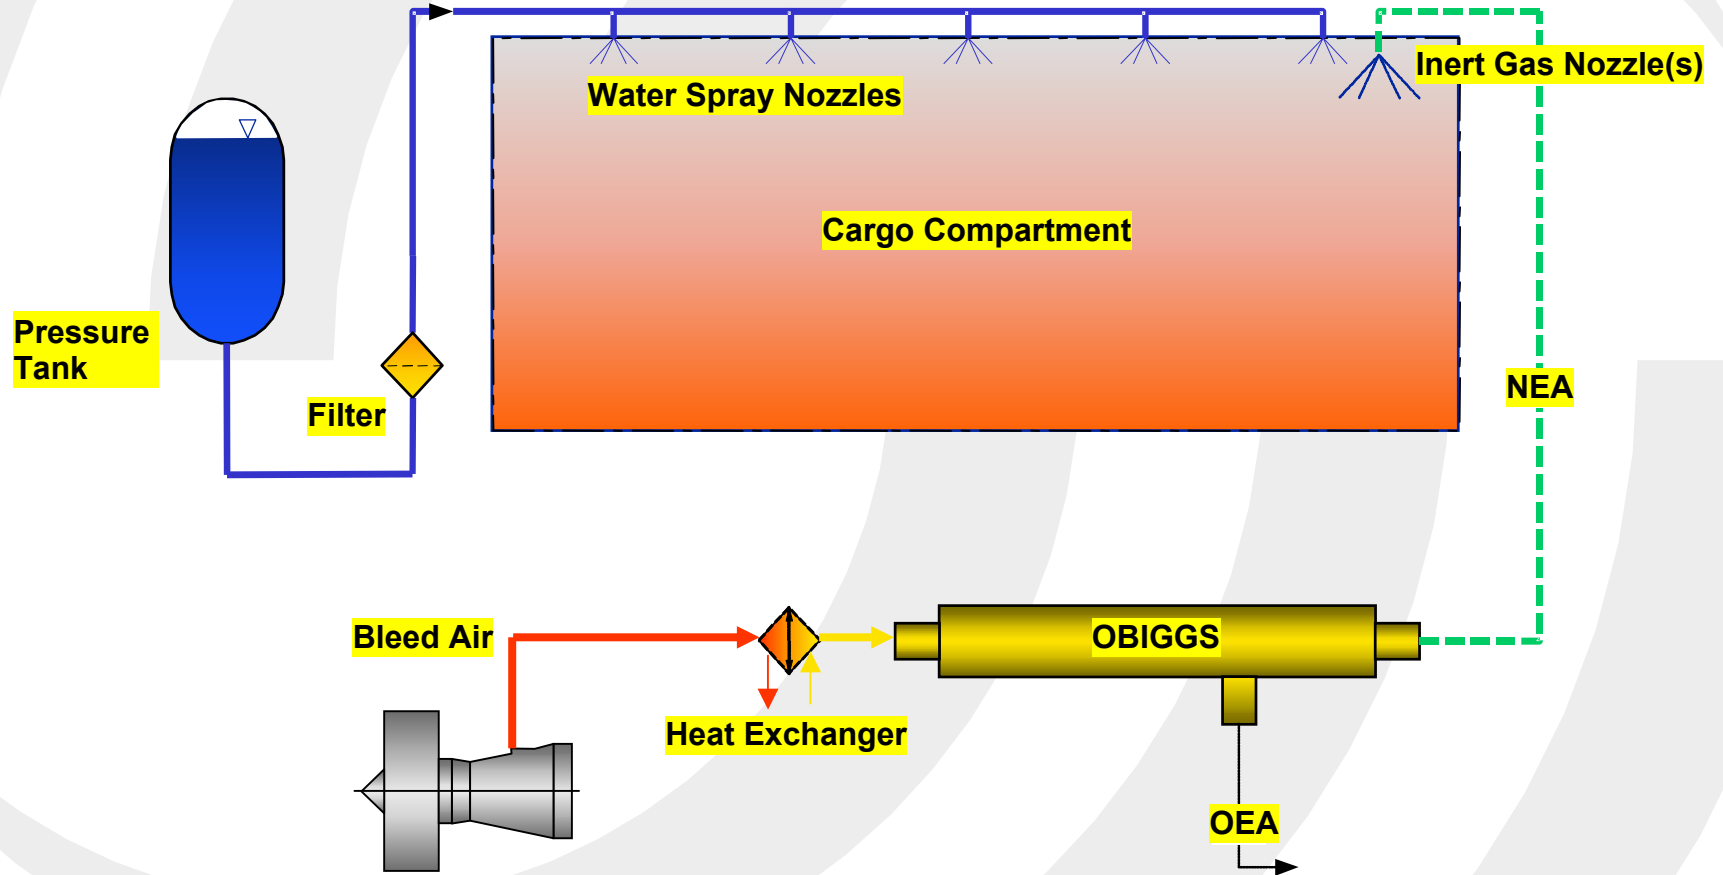 Inert Gas Nozzle(s)
Water Spray Nozzles
Cargo Compartment
Pressure
Tank
NEA
Filter
Bleed Air
OBIGGS
Heat Exchanger
OEA